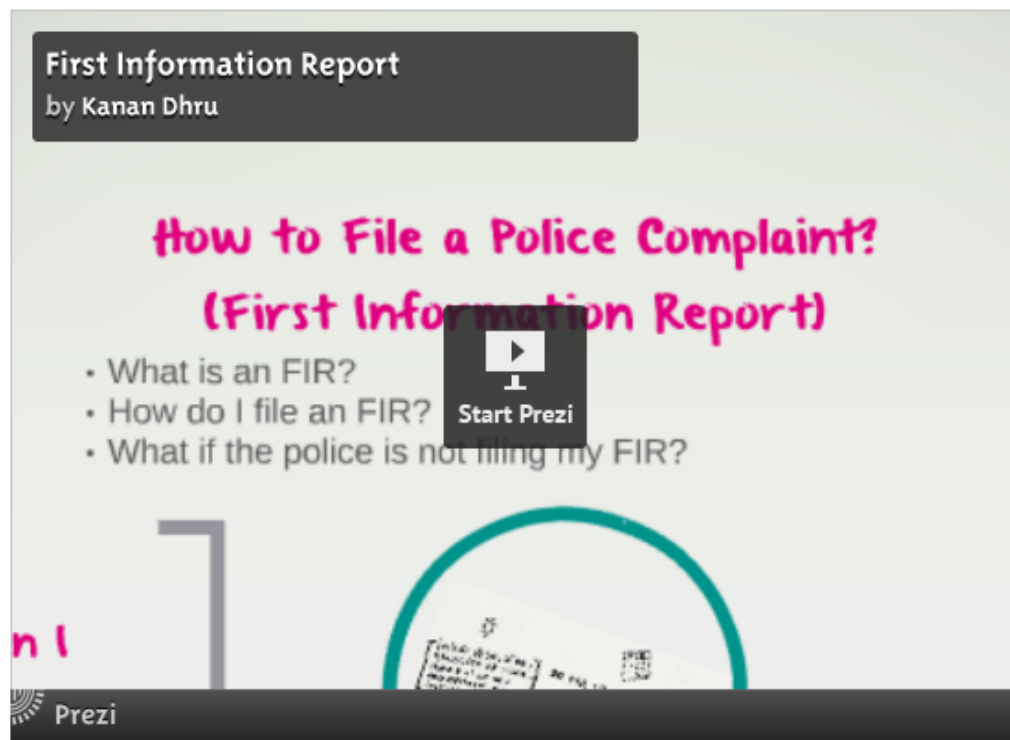 First Information Report
by Kanan Dhru
How to File a Police Complaint?
(First Information Report)
• What is an FIR?
• How do I file an FIR?
• What if the police is not filing my FIR?
Start Prezi
n I
Prezi